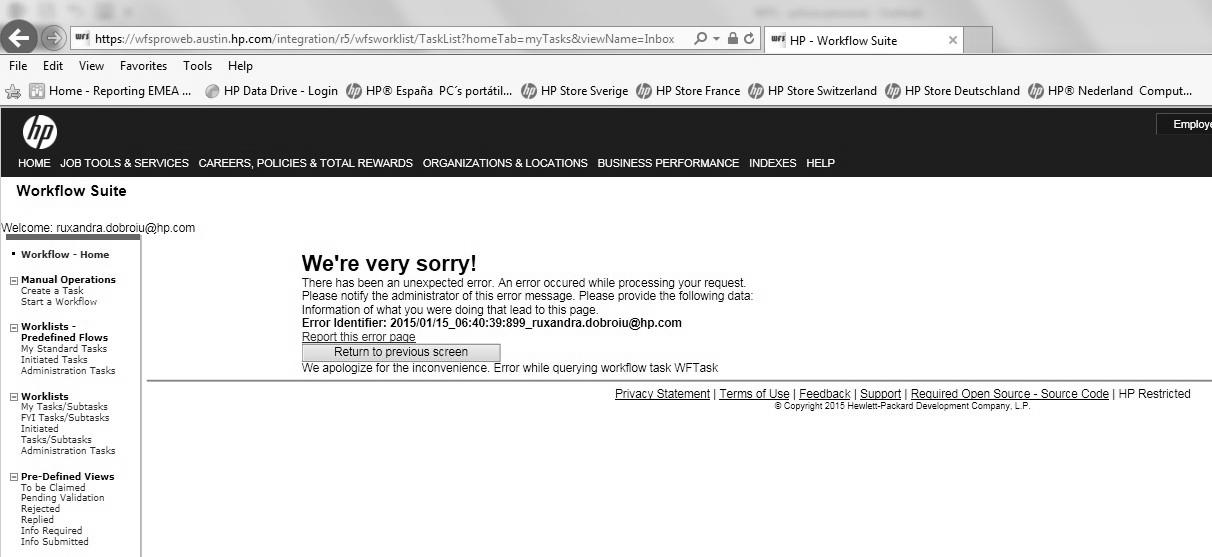 wfs https://wfsproweb.austin.hp.com/integration/r5/wfsworklist/TaskList?homeTab=myTasks&viewName=Inbox wfs HP - Workflow Suite
File Edit View Favorites Tools Help
Home - Reporting EMEA ... HP Data Drive - Login HP® España PC´s portátil... HP Store Sverige HP Store France HP Store Switzerland HP Store Deutschland HP® Nederland Comput...
hp
Employe
HOME JOB TOOLS & SERVICES CAREERS, POLICIES & TOTAL REWARDS ORGANIZATIONS & LOCATIONS BUSINESS PERFORMANCE INDEXES HELP
Workflow Suite
Welcome: ruxandra.dobroiu@hp.com
Workflow - Home
Manual Operations
Create a Task
Start a Workflow
Worklists -
Predefined Flows
My Standard Tasks
Initiated Tasks
Administration Tasks
Worklists
My Tasks/Subtasks
FYI Tasks/Subtasks
Initiated
Tasks/Subtasks
Administration Tasks
Pre-Defined Views
To be Claimed
Pending Validation
Rejected
Replied
Info Required
Info Submitted
We're very sorry!
There has been an unexpected error. An error occured while processing your request.
Please notify the administrator of this error message. Please provide the following data:
Information of what you were doing that lead to this page.
Error Identifier: 2015/01/15_06:40:39:899_ruxandra.dobroiu@hp.com
Report this error page
Return to previous screen
We apologize for the inconvenience. Error while querying workflow task WFTask
Privacy Statement | Terms of Use | Feedback | Support | Required Open Source - Source Code | HP Restricted
© Copyright 2015 Hewlett-Packard Development Company, L.P.